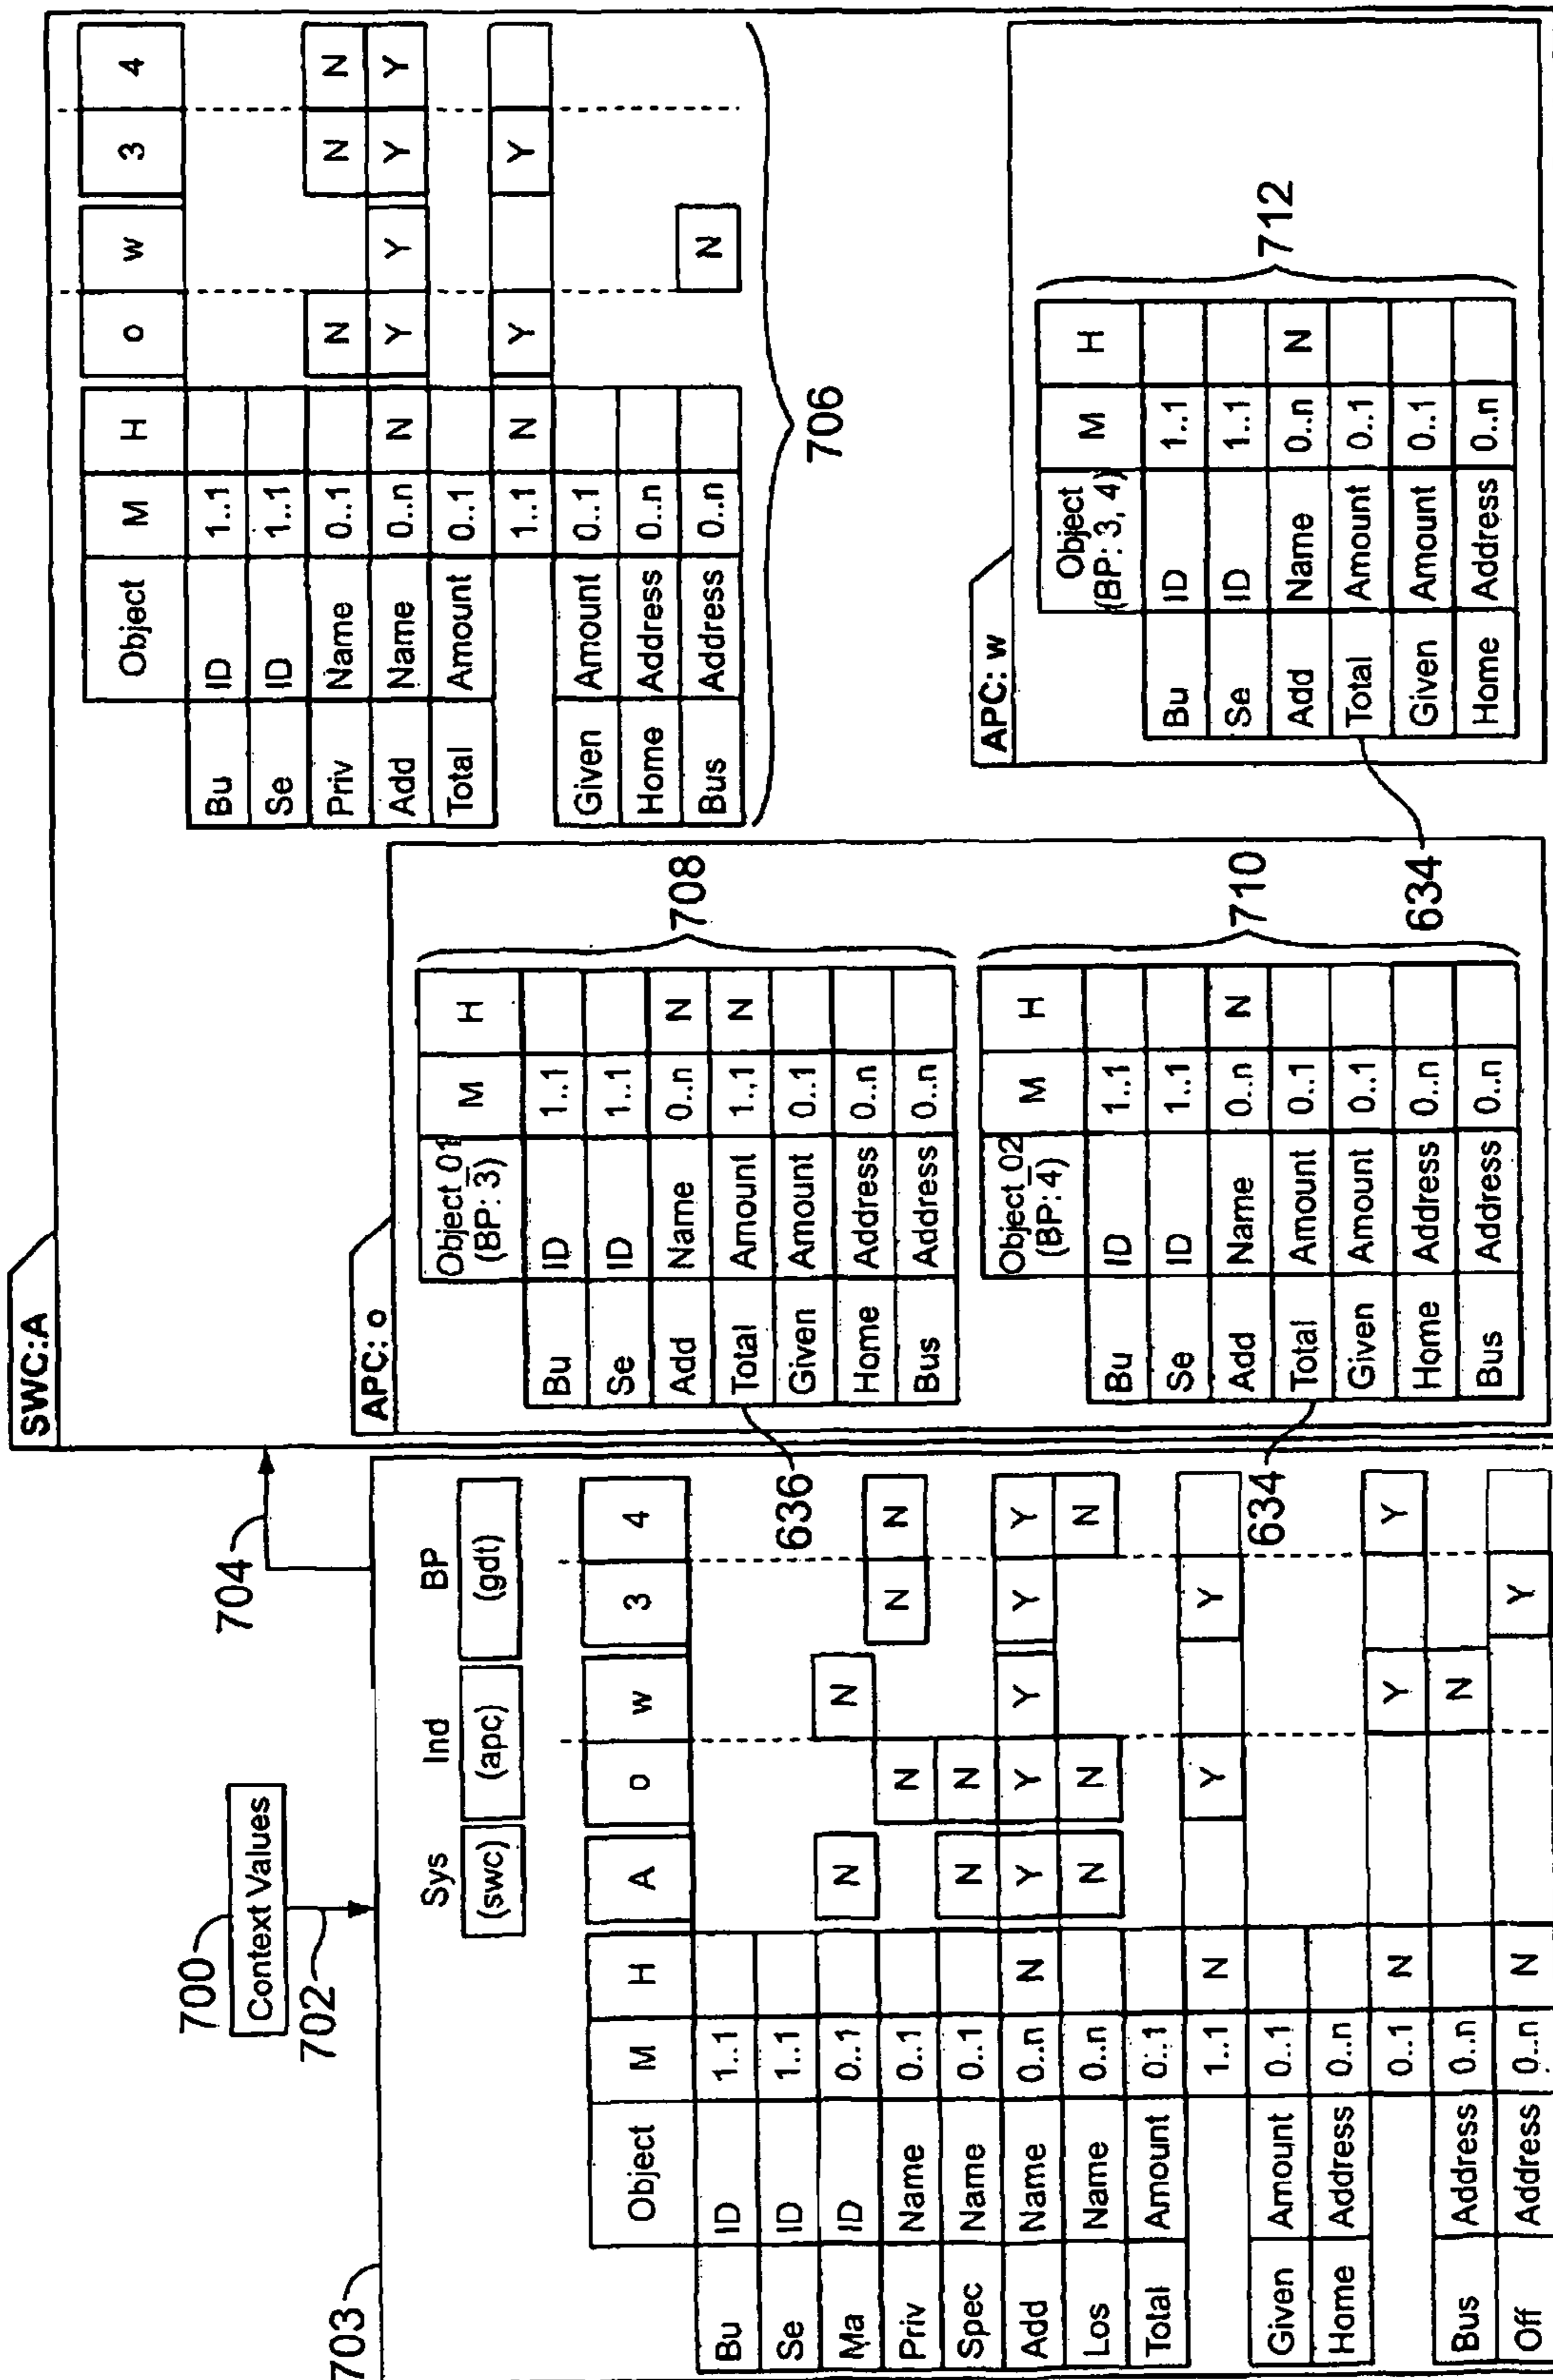 700
Context Values
702
703
704
Sys Ind BP
(swc) (apc) (gdt)
Object M H A o w 3 4
Bu ID 1..1
Se ID 1..1
Ma ID 0..1 N N
Priv Name 0..1 N N N
Spec Name 0..1 N N
Add Name 0..n N Y Y Y Y Y
Los Name 0..n N N N
Total Amount 0..1
1..1 N Y Y
Given Amount 0..1
Home Address 0..n
0..1 N Y Y
Bus Address 0..n N
Off Address 0..n N Y
SWC:A
Object M H o w 3 4
Bu ID 1..1
Se ID 1..1
Priv Name 0..1 N N N
Add Name 0..n N Y Y Y Y
Total Amount 0..1
1..1 N Y Y
Given Amount 0..1
Home Address 0..n
Bus Address 0..n N
706
APC: o
Object_01 M H
(BP: 3)
Bu ID 1..1
Se ID 1..1
Add Name 0..n N
Total Amount 1..1 N
Given Amount 0..1
Home Address 0..n
Bus Address 0..n
708
636
Object_02 M H
(BP: 4)
Bu ID 1..1
Se ID 1..1
Add Name 0..n N
Total Amount 0..1
Given Amount 0..1
Home Address 0..n
Bus Address 0..n
710
634
APC: w
Object M H
(BP: 3, 4)
Bu ID 1..1
Se ID 1..1
Add Name 0..n N
Total Amount 0..1
Given Amount 0..1
Home Address 0..n
712
634